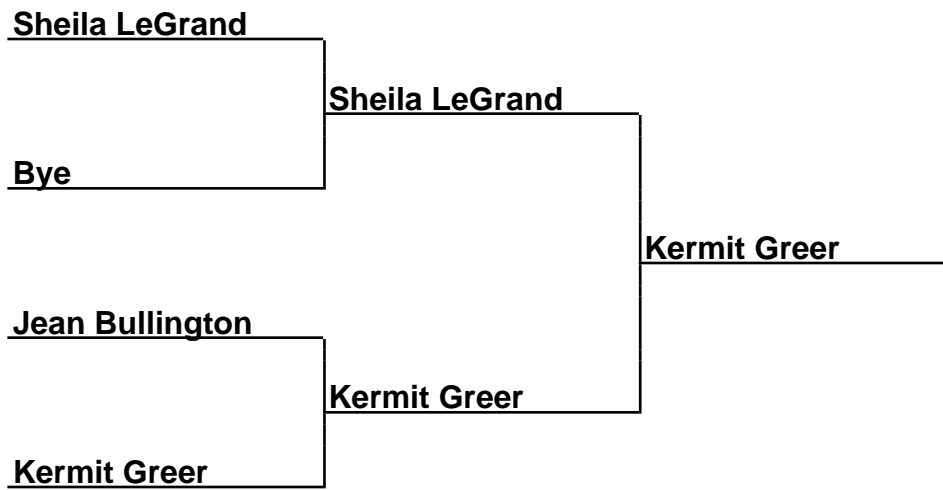 Sheila LeGrand
Sheila LeGrand
Bye
Kermit Greer
Jean Bullington
Kermit Greer
Kermit Greer